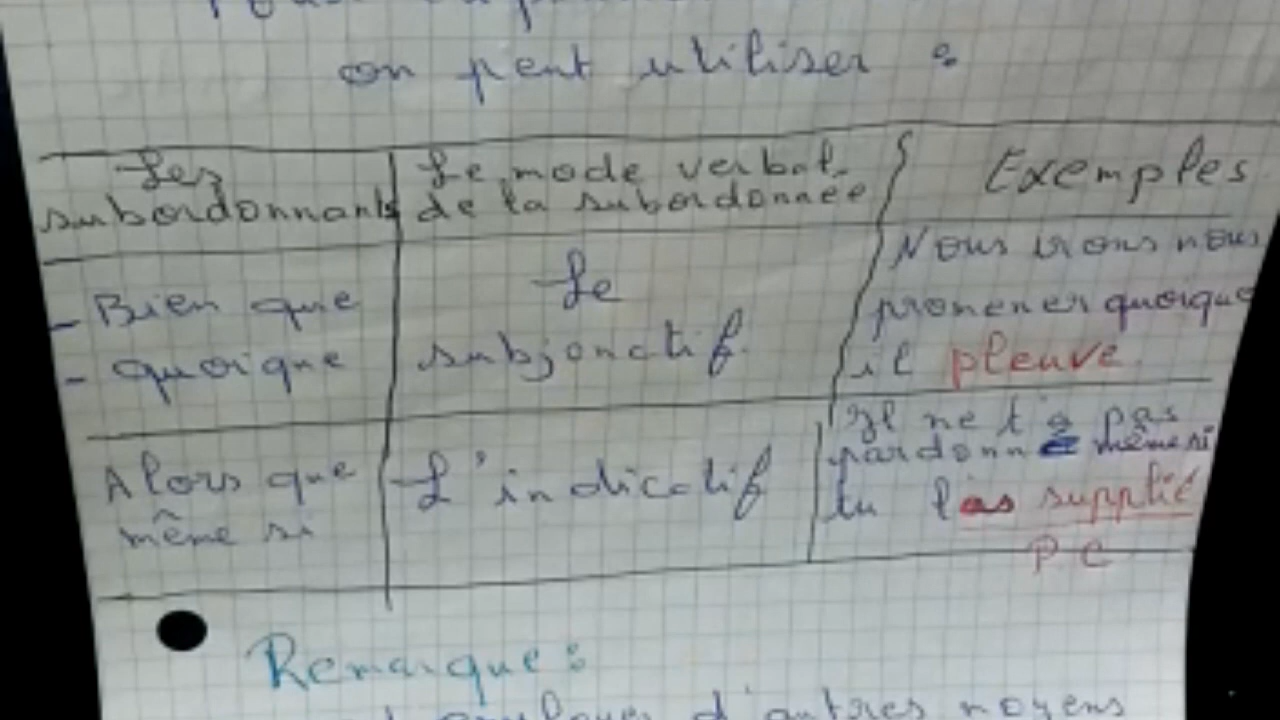 on peut utiliser :
Les subordonnants
Le mode verbal de la subordonnée
Exemples
- Bien que
- quoique
Le
subjonctif
Nous irons nous
promener quoique
il pleuve
Alors que
même si
L'indicatif
Il ne t'a pas
pardonné même si
tu l'as supplié
PC
Remarque :
d'autres moyens